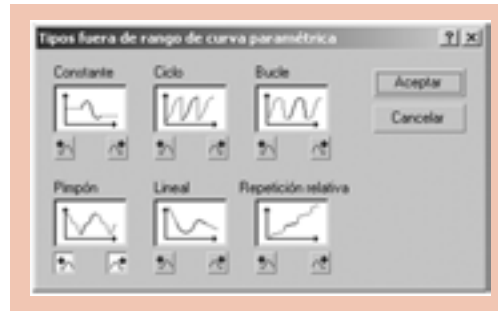 Tipos fuera de rango de curva paramétrica
Constante Ciclo Bucle
Aceptar
Cancelar
Pimpón Lineal Repetición relativa